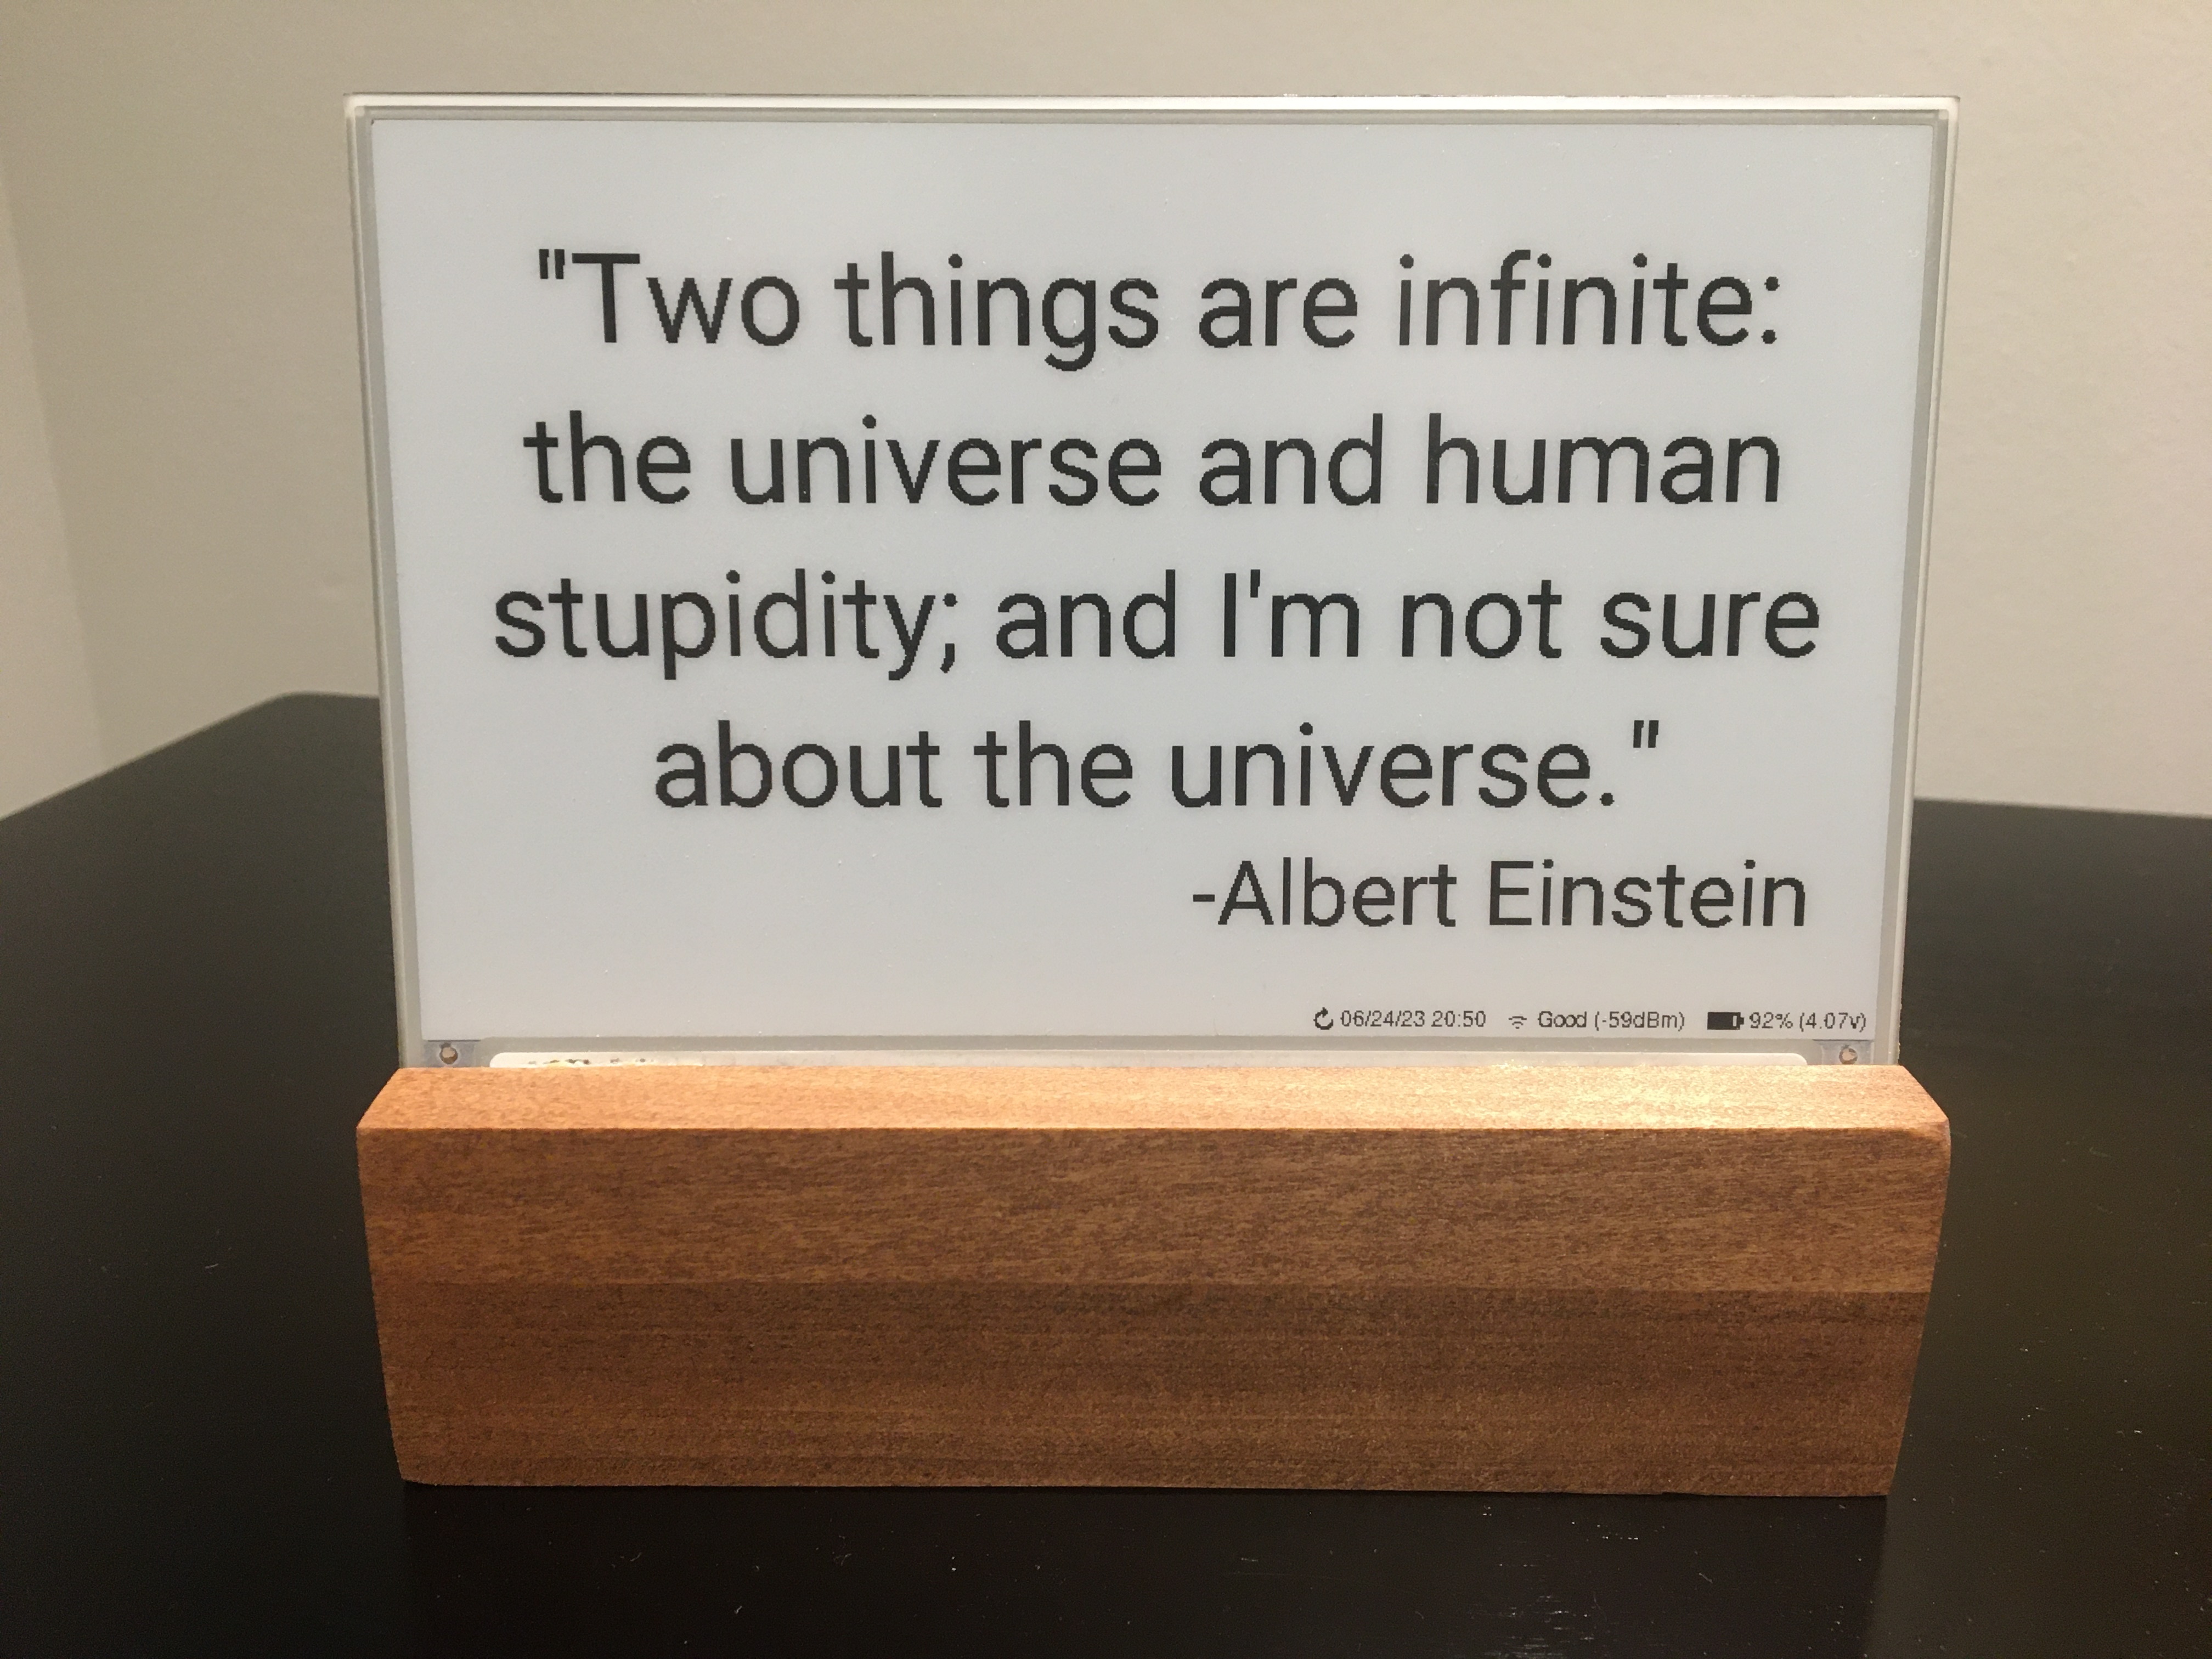 "Two things are infinite:
the universe and human
stupidity; and I'm not sure
about the universe."
-Albert Einstein
06/24/23 20:50 Good (-59dBm) 92% (4.07v)